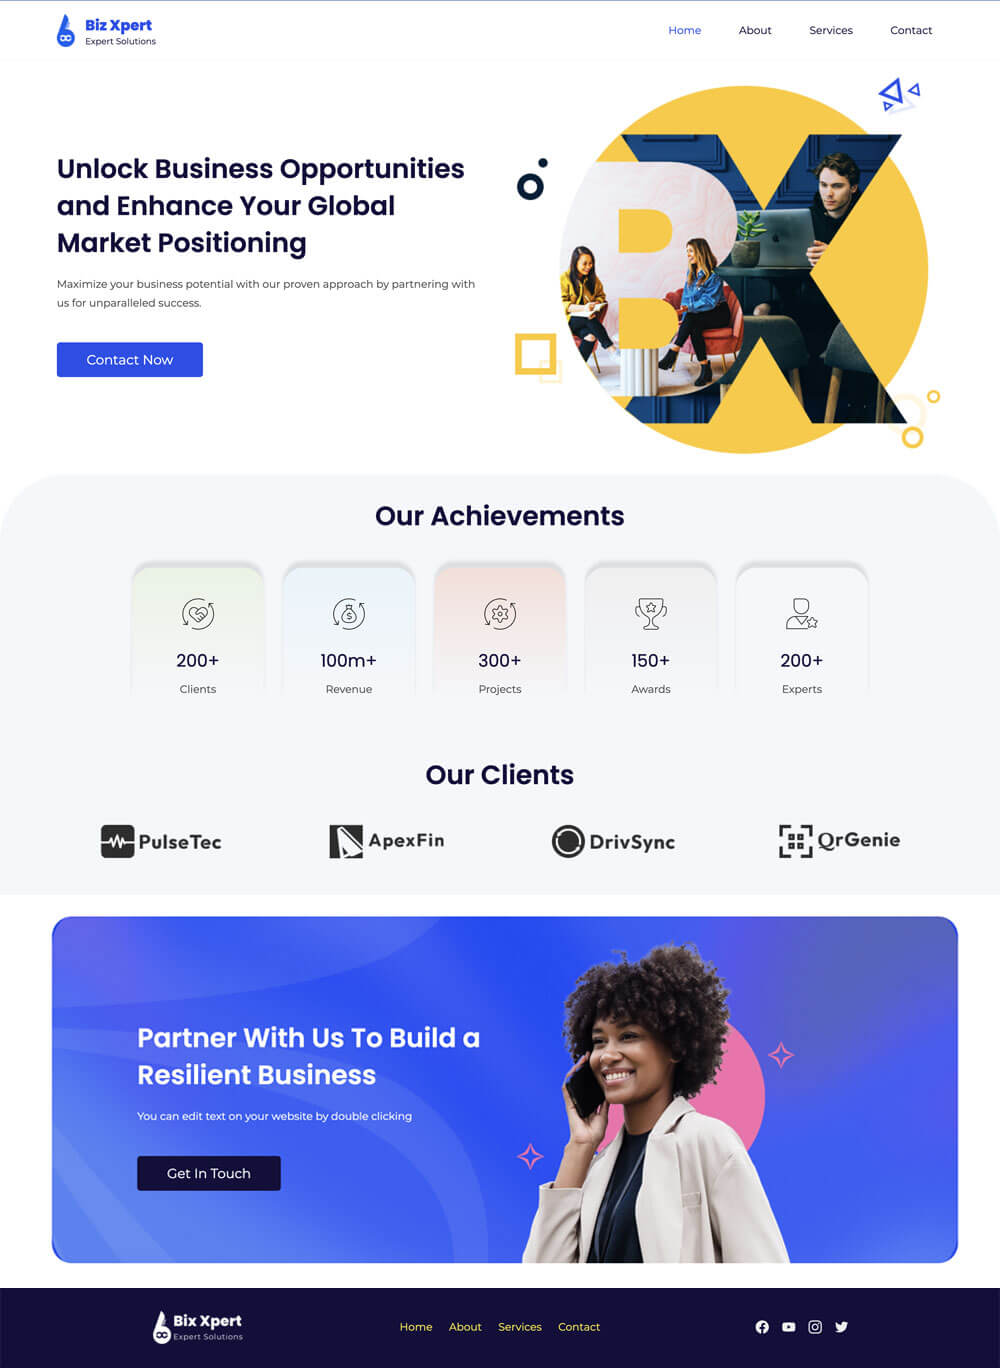 Biz Xpert
Expert Solutions
Home About Services Contact
Unlock Business Opportunities
and Enhance Your Global
Market Positioning
Maximize your business potential with our proven approach by partnering with
us for unparalleled success.
Contact Now
BX
Our Achievements
200+ 100m+ 300+ 150+ 200+
Clients Revenue Projects Awards Experts
Our Clients
PulseTec ApexFin DrivSync QrGenie
Partner With Us To Build a
Resilient Business
You can edit text on your website by double clicking
Get In Touch
Bix Xpert
Expert Solutions
Home About Services Contact